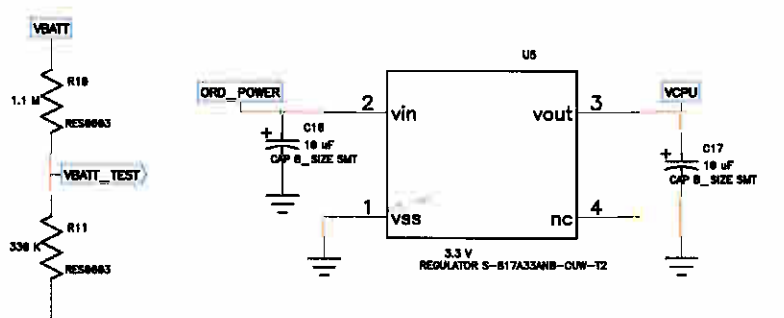 VBATT
R10
1.1 M
RES0603
VBATT_TEST
R11
330 K
RES0603
U5
ORD_POWER
2
vin
vout
3
VCPU
+
C16
10 uF
CAP B_SIZE SMT
+
C17
10 uF
CAP B_SIZE SMT
1
vss
nc
4
3.3 V
REGULATOR S-817A33ANB-CUW-T2